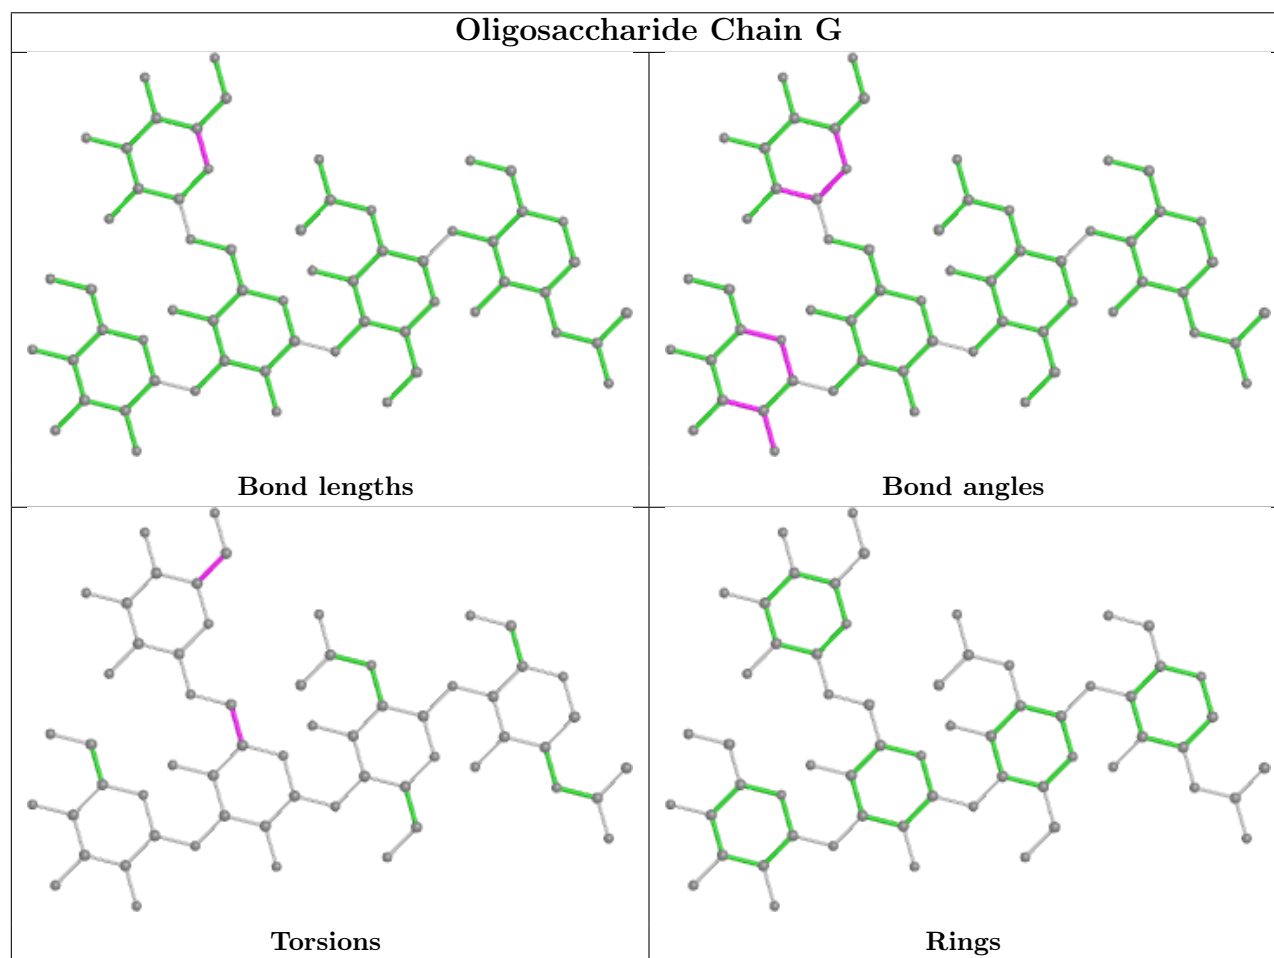 Oligosaccharide Chain G
Bond lengths
Bond angles
Torsions
Rings